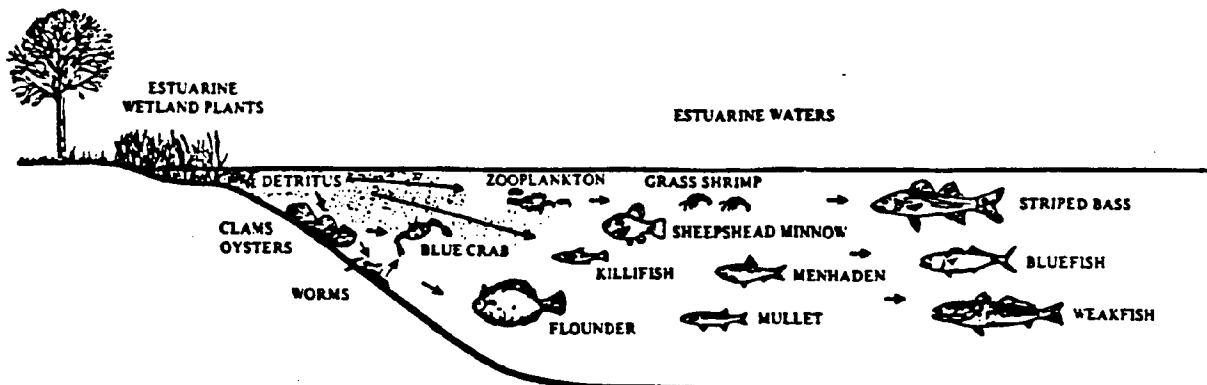 ESTUARINE
WETLAND PLANTS
ESTUARINE WATERS
DETRITUS
ZOOPLANKTON
GRASS SHRIMP
STRIPED BASS
CLAMS
OYSTERS
BLUE CRAB
SHEEPSHEAD MINNOW
KILLIFISH
MENHADEN
BLUEFISH
WORMS
FLOUNDER
MULLET
WEAKFISH